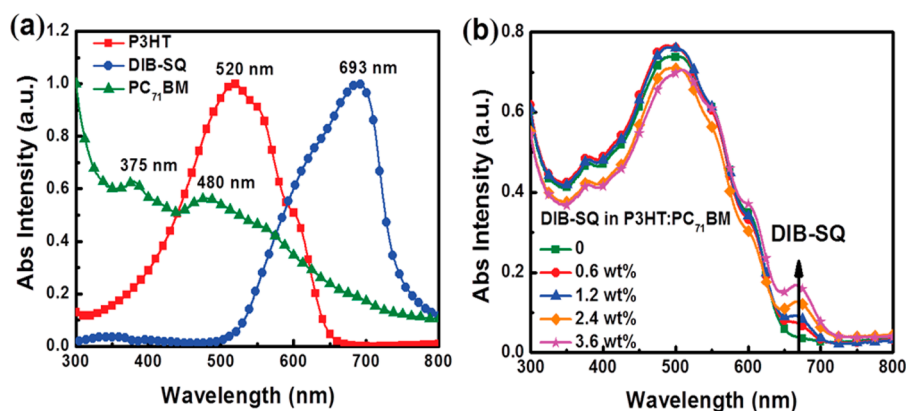 (a)
P3HT
DIB-SQ
PC71BM
520 nm
693 nm
375 nm
480 nm
1.2
1.0
0.8
0.6
0.4
0.2
0.0
300 400 500 600 700 800
Abs Intensity (a.u.)
Wavelength (nm)
(b)
0.8
0.6
0.4
0.2
0.0
300 400 500 600 700 800
Abs Intensity (a.u.)
Wavelength (nm)
DIB-SQ in P3HT:PC71BM
0
0.6 wt%
1.2 wt%
2.4 wt%
3.6 wt%
DIB-SQ